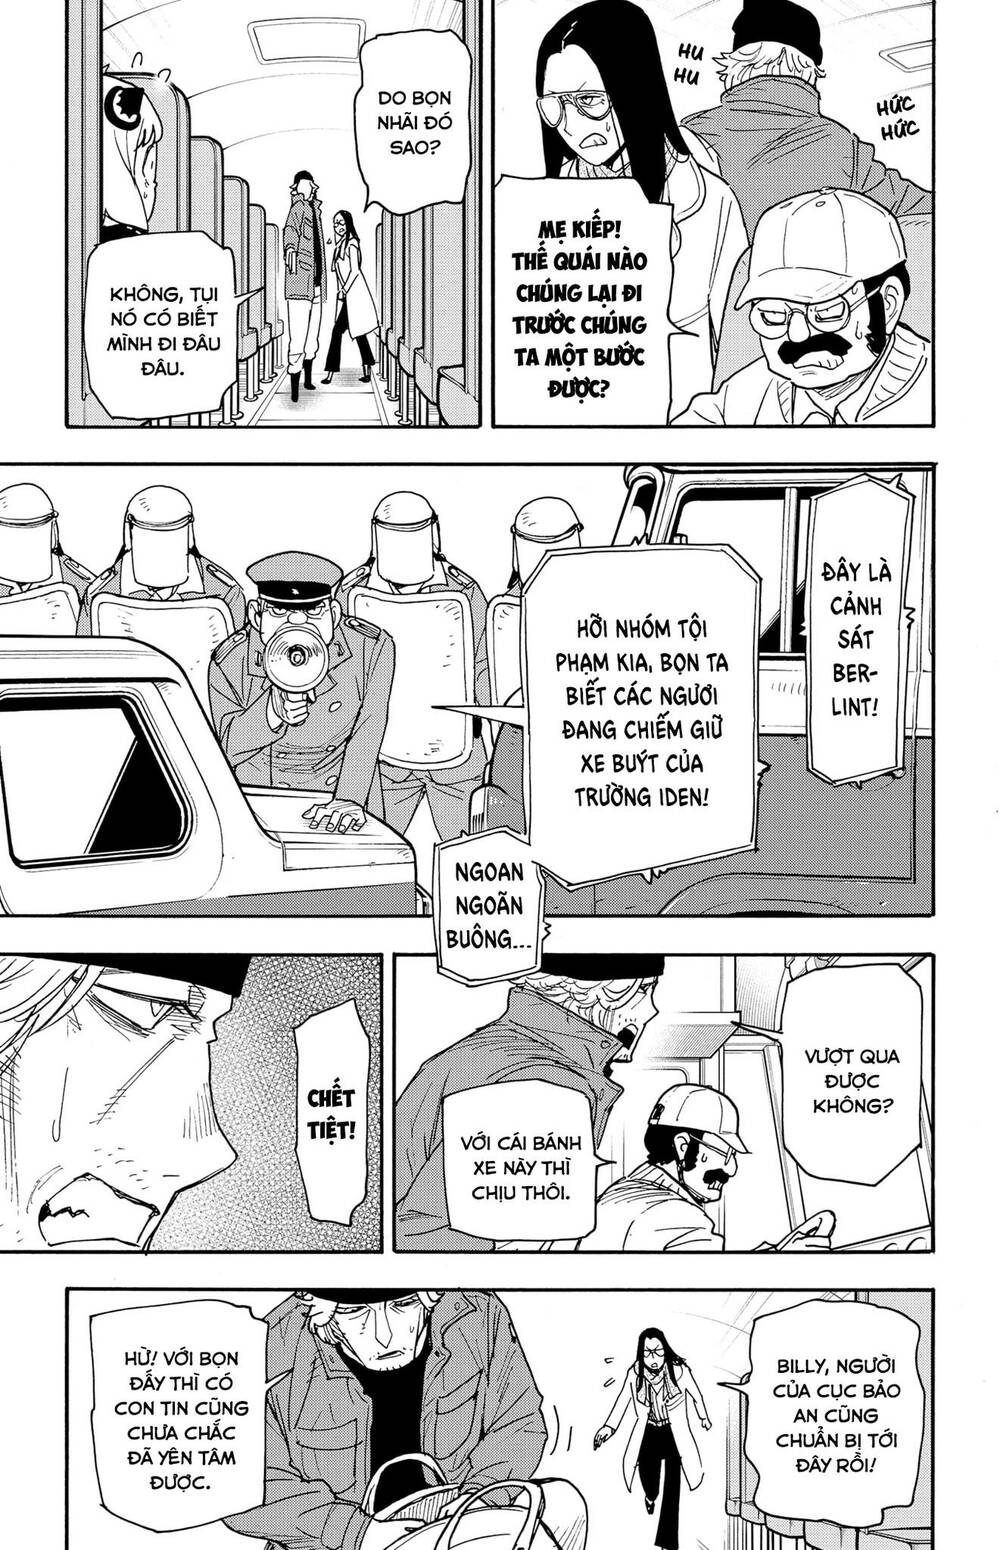 HU
HU
HỨC
HỨC
MẸ KIẾP!
THẾ QUÁI NÀO
CHÚNG LẠI ĐI
TRƯỚC CHÚNG
TA MỘT BƯỚC
ĐƯỢC?
DO BỌN
NHÃI ĐÓ
SAO?
KHÔNG, TỤI
NÓ CÓ BIẾT
MÌNH ĐI ĐÂU
ĐÂU.
ĐÂY LÀ
CẢNH
SÁT
BER-
LINT!
HỠI NHÓM TỘI
PHẠM KIA, BỌN TA
BIẾT CÁC NGƯƠI
ĐANG CHIẾM GIỮ
XE BUÝT CỦA
TRƯỜNG IDEN!
NGOAN
NGOÃN
BUÔNG...
VƯỢT QUA
ĐƯỢC
KHÔNG?
VỚI CÁI BÁNH
XE NÀY THÌ
CHỊU THÔI.
CHẾT
TIỆT!
BILLY, NGƯỜI
CỦA CỤC BẢO
AN CŨNG
CHUẨN BỊ TỚI
ĐÂY RỒI!
HỪ! VỚI BỌN
ĐẤY THÌ CÓ
CON TIN CŨNG
CHƯA CHẮC
ĐÃ YÊN TÂM
ĐƯỢC.